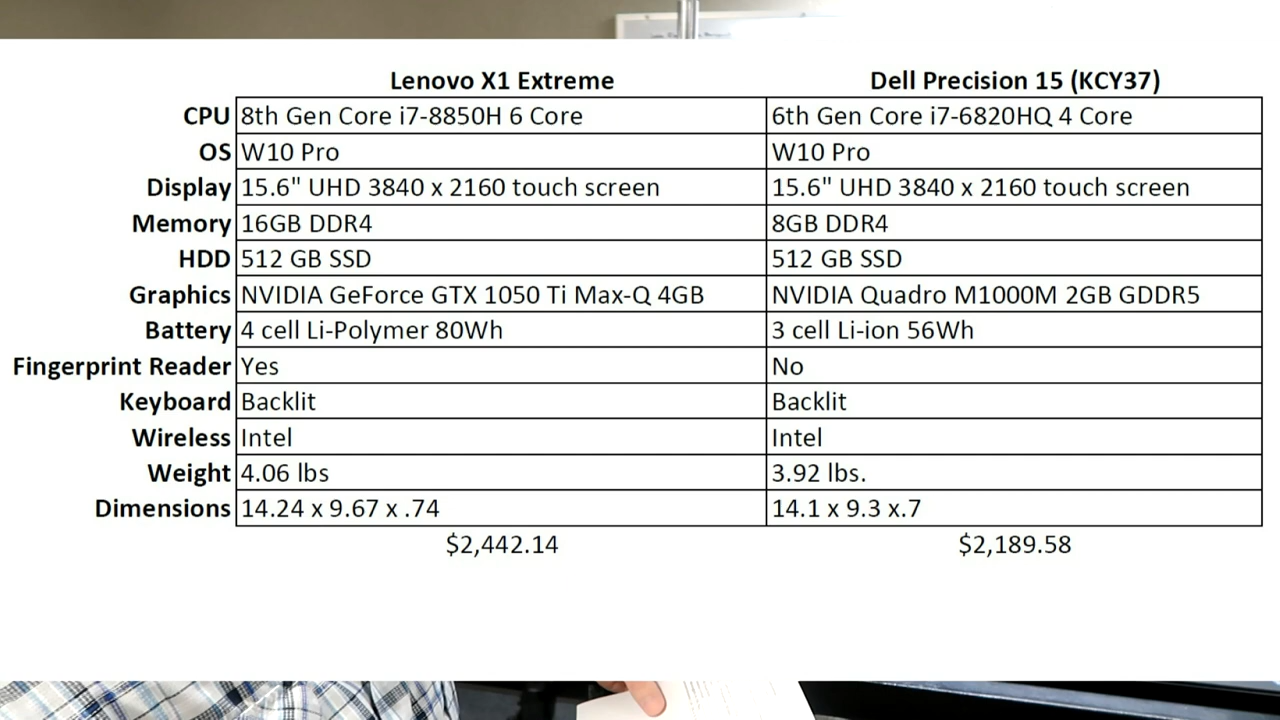 Lenovo X1 Extreme Dell Precision 15 (KCY37)
CPU 8th Gen Core i7-8850H 6 Core 6th Gen Core i7-6820HQ 4 Core
OS W10 Pro W10 Pro
Display 15.6" UHD 3840 x 2160 touch screen 15.6" UHD 3840 x 2160 touch screen
Memory 16GB DDR4 8GB DDR4
HDD 512 GB SSD 512 GB SSD
Graphics NVIDIA GeForce GTX 1050 Ti Max-Q 4GB NVIDIA Quadro M1000M 2GB GDDR5
Battery 4 cell Li-Polymer 80Wh 3 cell Li-ion 56Wh
Fingerprint Reader Yes No
Keyboard Backlit Backlit
Wireless Intel Intel
Weight 4.06 lbs 3.92 lbs.
Dimensions 14.24 x 9.67 x .74 14.1 x 9.3 x.7
$2,442.14 $2,189.58